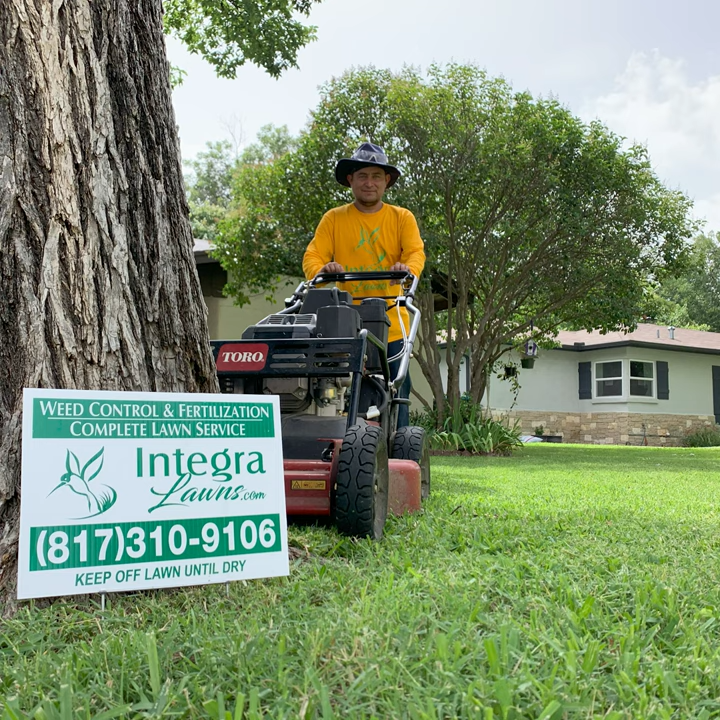 TORO
WEED CONTROL & FERTILIZATION
COMPLETE LAWN SERVICE
Integra
Lawns.com
(817)310-9106
KEEP OFF LAWN UNTIL DRY